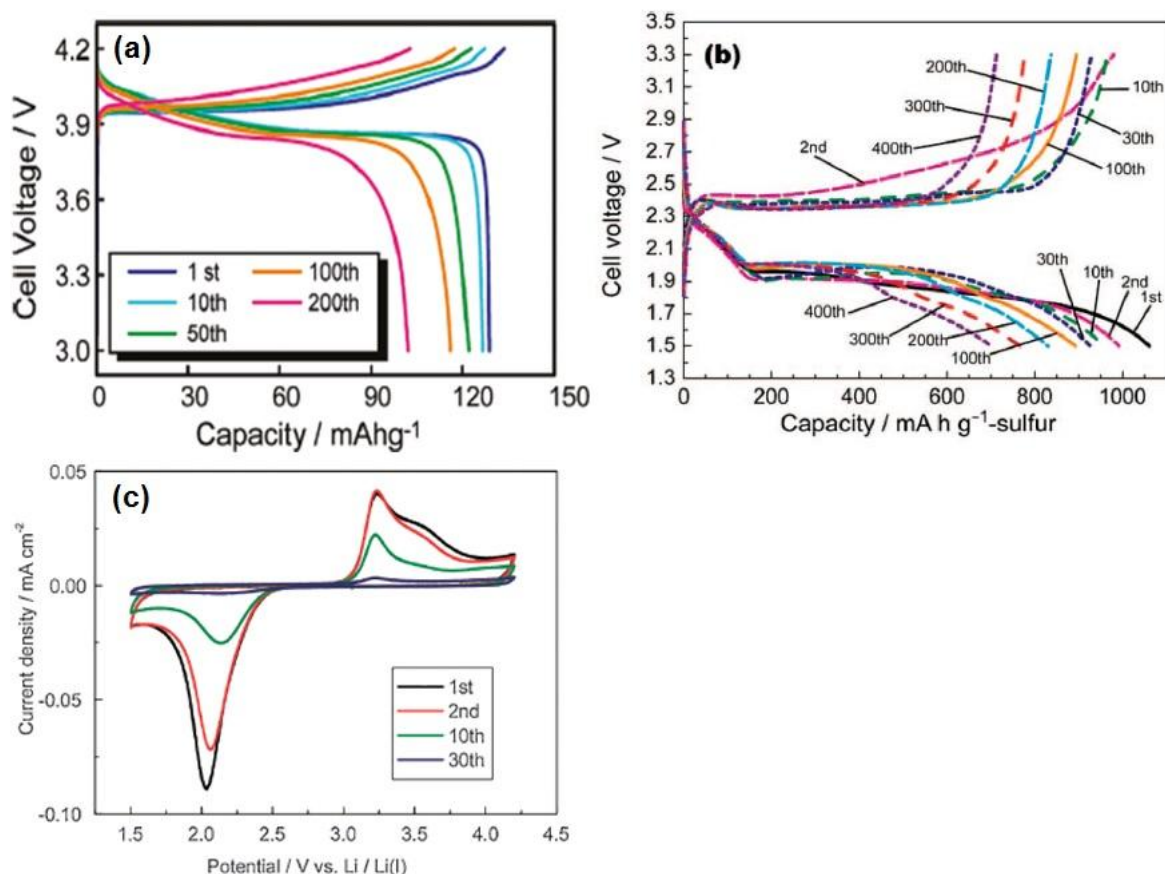 (a)
4.2
3.9
3.6
3.3
3.0
Cell Voltage / V
1 st
10th
50th
100th
200th
0 30 60 90 120 150
Capacity / mAhg-1
(b)
3.5
3.3
3.1
2.9
2.7
2.5
2.3
2.1
1.9
1.7
1.5
1.3
Cell voltage / V
200th
300th
400th
2nd
10th
30th
100th
30th
10th
2nd
1st
400th
300th
200th
100th
0 200 400 600 800 1000
Capacity / mA h g−1-sulfur
(c)
0.05
0.00
-0.05
-0.10
Current density / mA cm-2
1st
2nd
10th
30th
1.5 2.0 2.5 3.0 3.5 4.0 4.5
Potential / V vs. Li / Li(I)